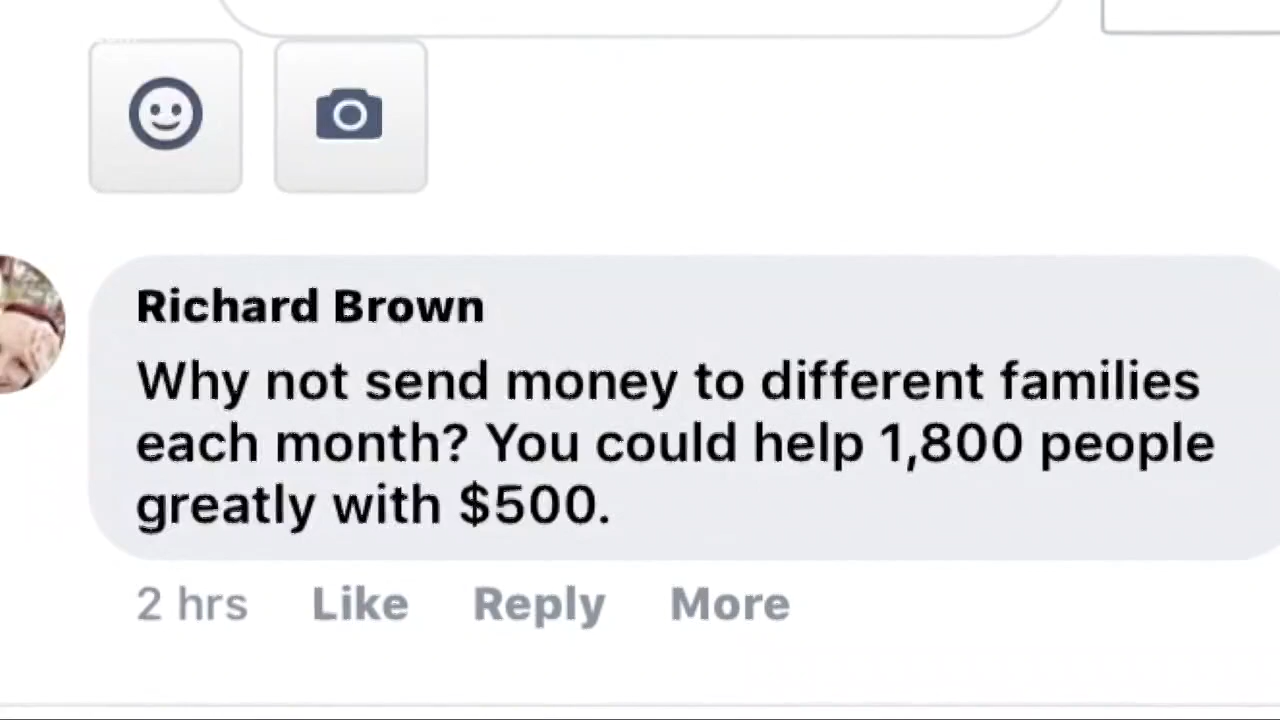 Richard Brown
Why not send money to different families
each month? You could help 1,800 people
greatly with $500.
2 hrs Like Reply More